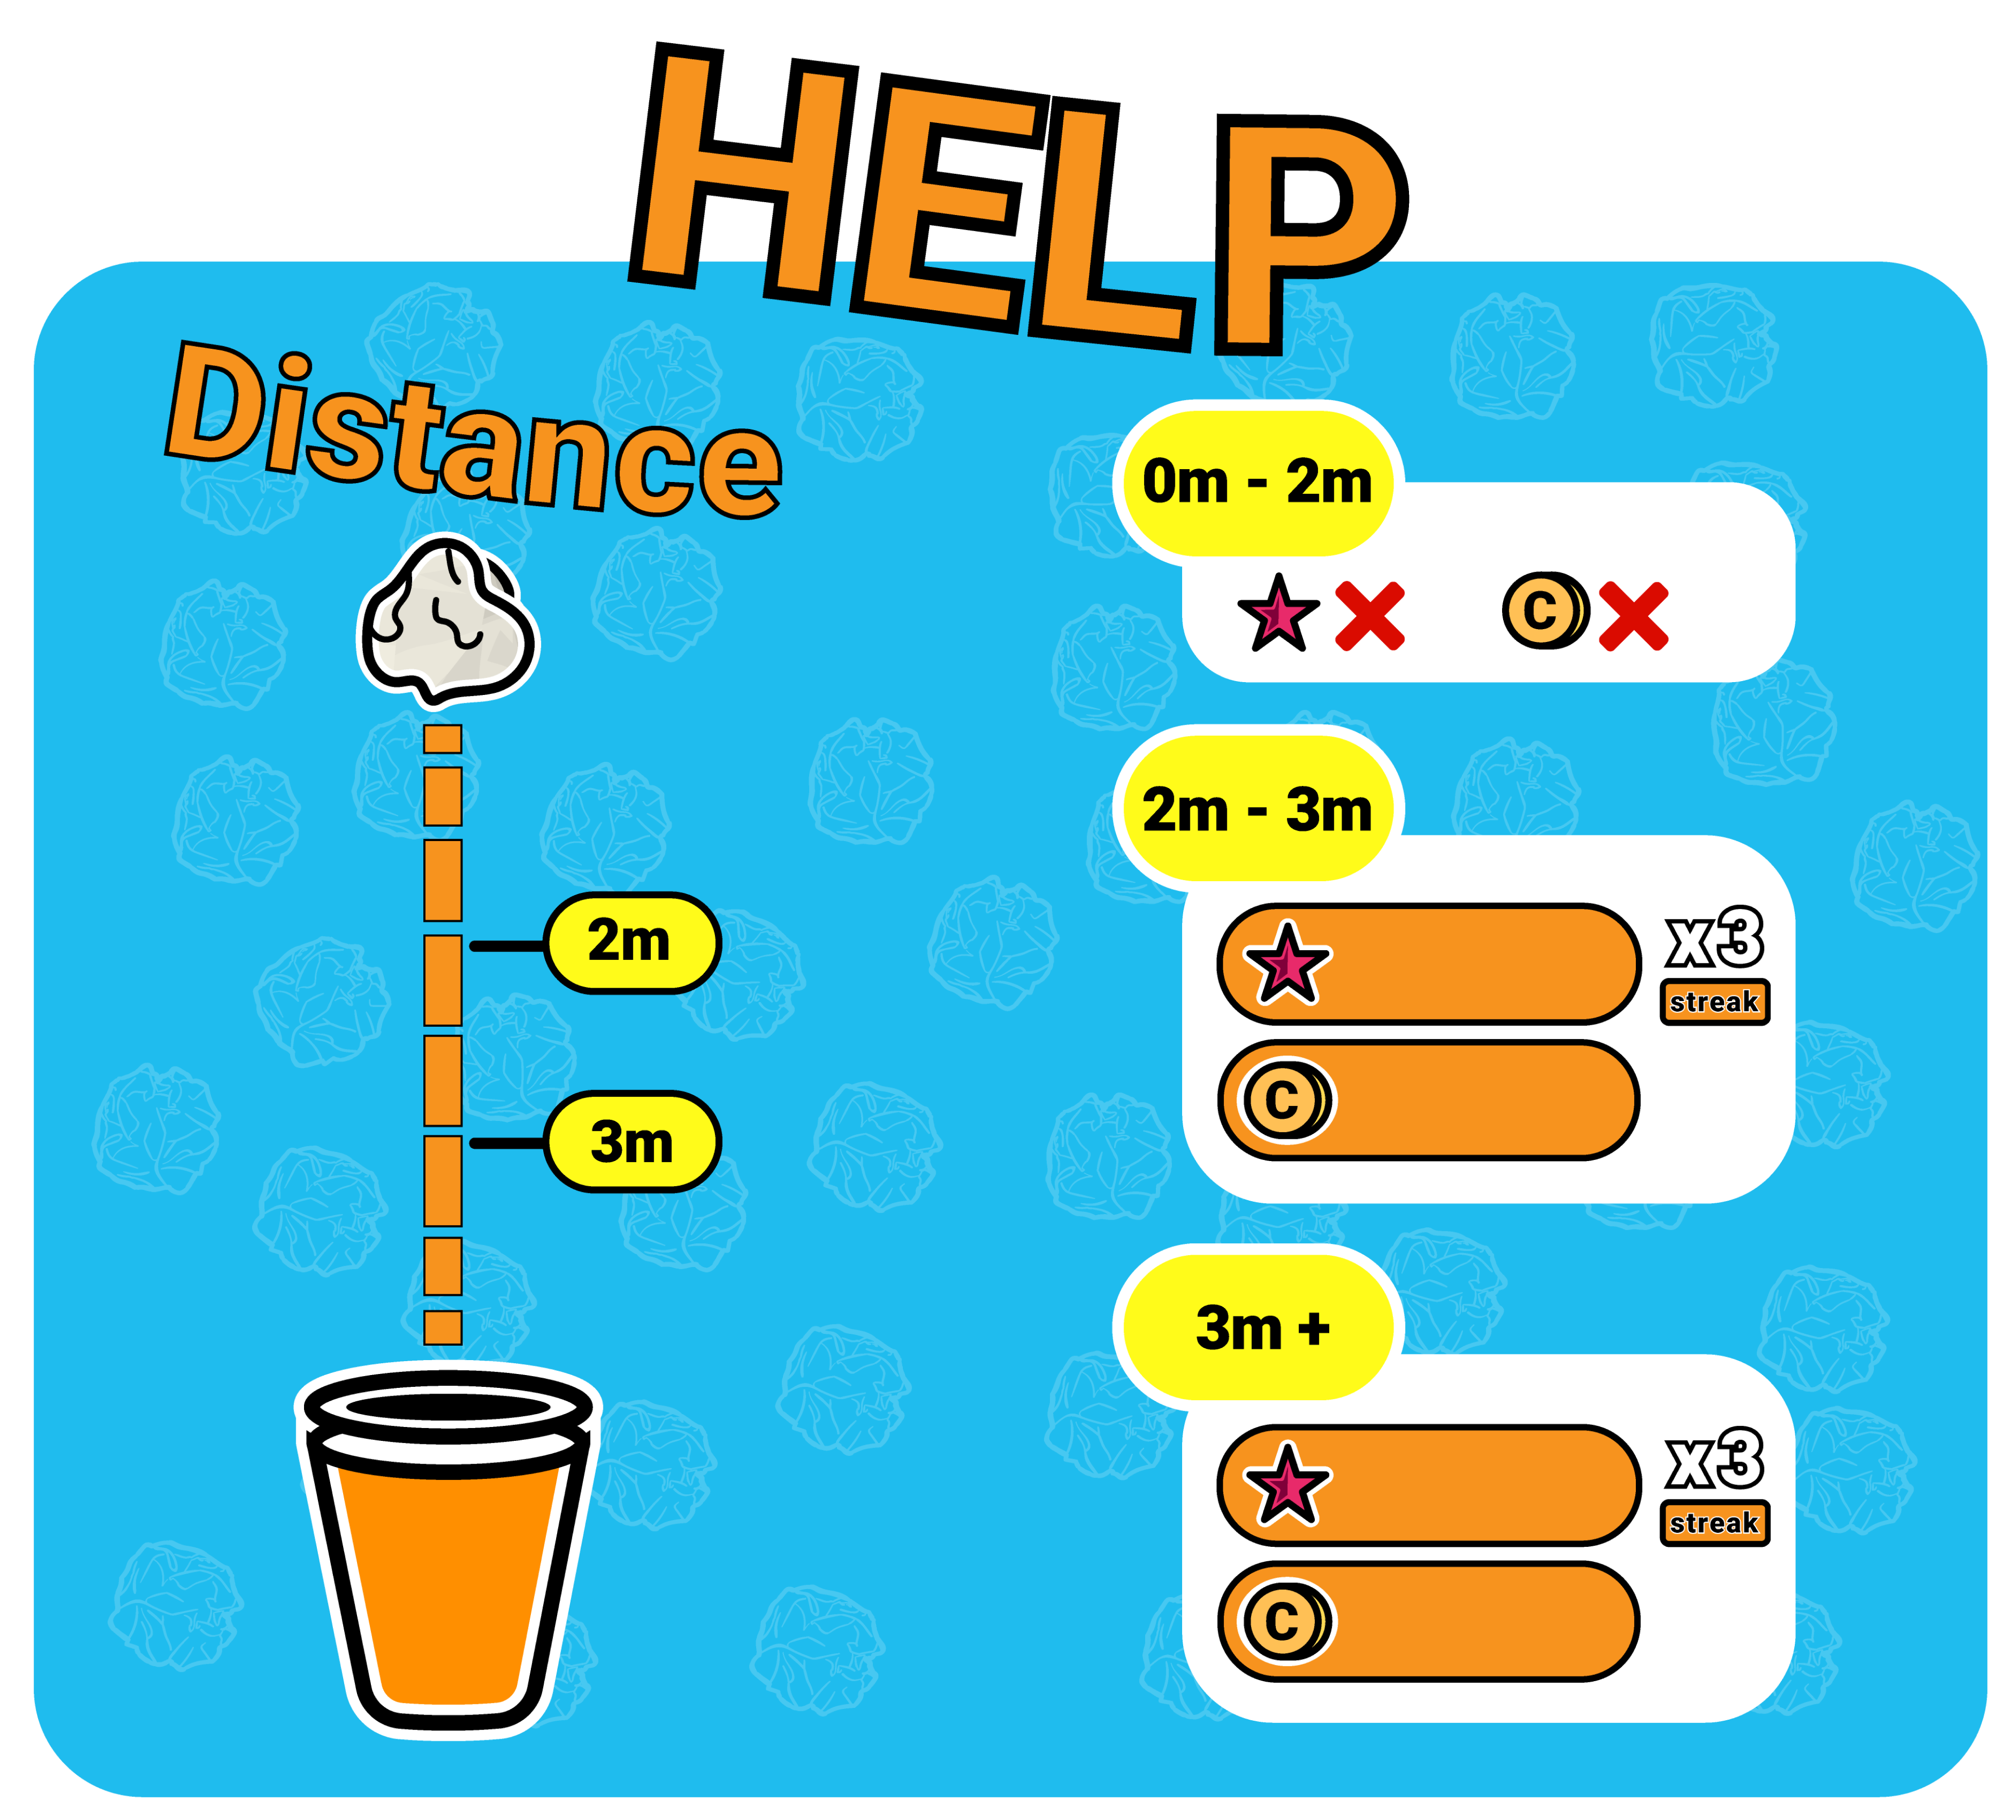 HELP
Distance
2m
3m
0m - 2m
C
2m - 3m
x3
streak
C
3m +
x3
streak
C